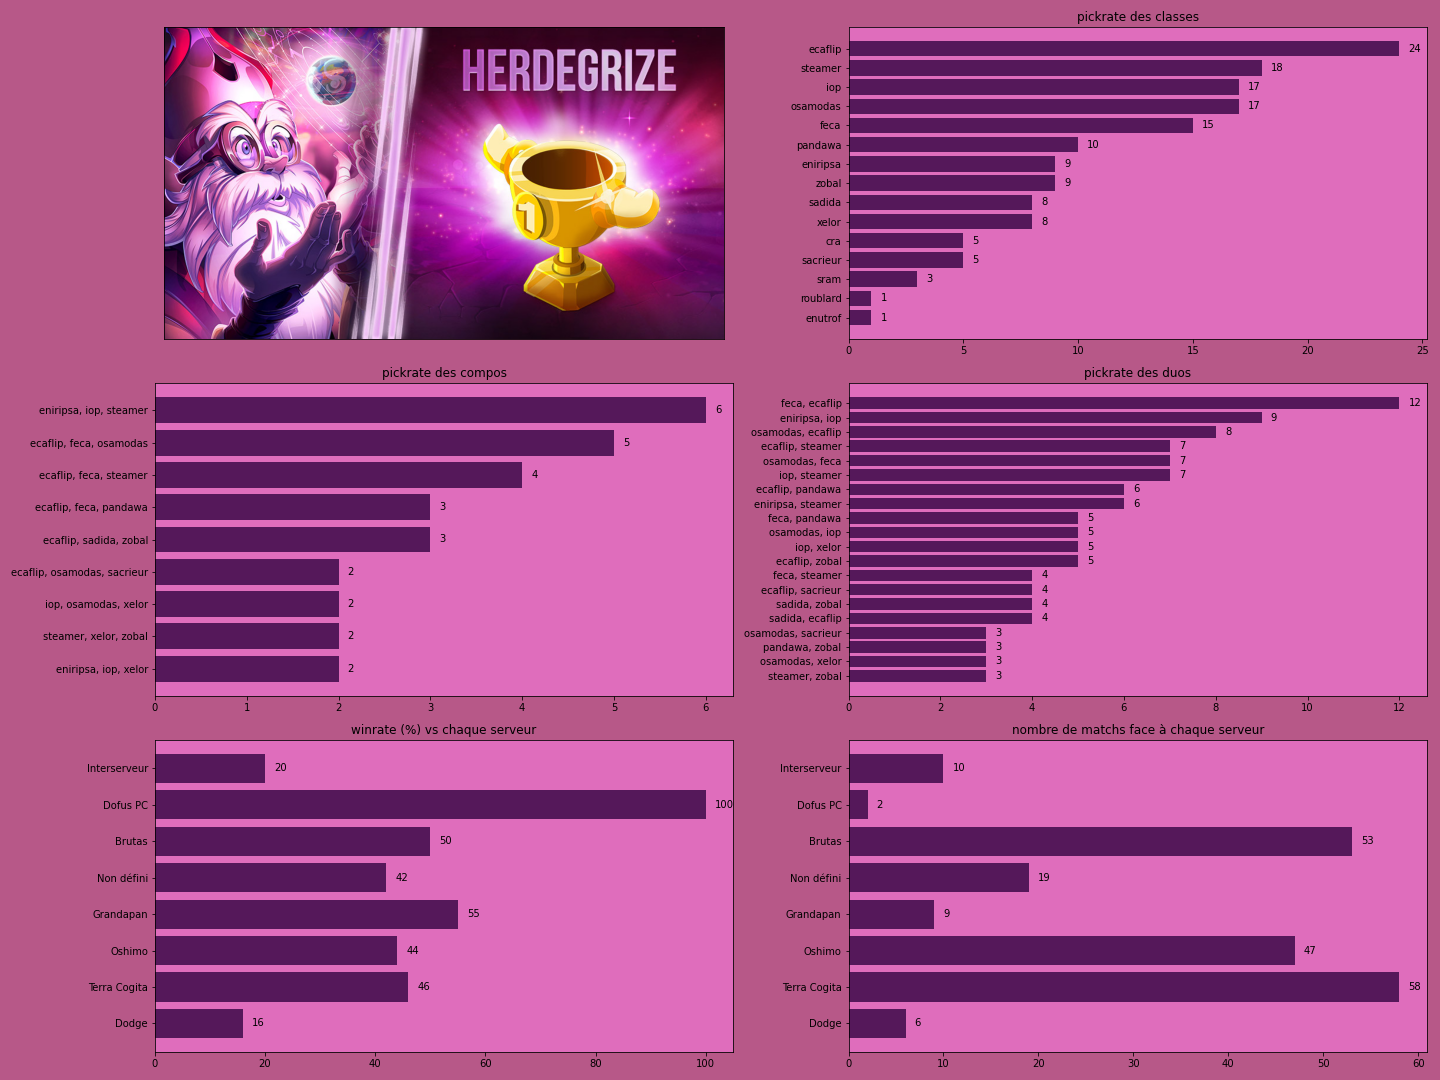 HERDEGRIZE
1
pickrate des classes
ecaflip 24
steamer 18
iop 17
osamodas 17
feca 15
pandawa 10
eniripsa 9
zobal 9
sadida 8
xelor 8
cra 5
sacrieur 5
sram 3
roublard 1
enutrof 1
0 5 10 15 20 25
pickrate des compos
eniripsa, iop, steamer 6
ecaflip, feca, osamodas 5
ecaflip, feca, steamer 4
ecaflip, feca, pandawa 3
ecaflip, sadida, zobal 3
ecaflip, osamodas, sacrieur 2
iop, osamodas, xelor 2
steamer, xelor, zobal 2
eniripsa, iop, xelor 2
0 1 2 3 4 5 6
pickrate des duos
feca, ecaflip 12
eniripsa, iop 9
osamodas, ecaflip 8
ecaflip, steamer 7
osamodas, feca 7
iop, steamer 7
ecaflip, pandawa 6
eniripsa, steamer 6
feca, pandawa 5
osamodas, iop 5
iop, xelor 5
ecaflip, zobal 5
feca, steamer 4
ecaflip, sacrieur 4
sadida, zobal 4
sadida, ecaflip 4
osamodas, sacrieur 3
pandawa, zobal 3
osamodas, xelor 3
steamer, zobal 3
0 2 4 6 8 10 12
winrate (%) vs chaque serveur
Interserveur 20
Dofus PC 100
Brutas 50
Non défini 42
Grandapan 55
Oshimo 44
Terra Cogita 46
Dodge 16
0 20 40 60 80 100
nombre de matchs face à chaque serveur
Interserveur 10
Dofus PC 2
Brutas 53
Non défini 19
Grandapan 9
Oshimo 47
Terra Cogita 58
Dodge 6
0 10 20 30 40 50 60